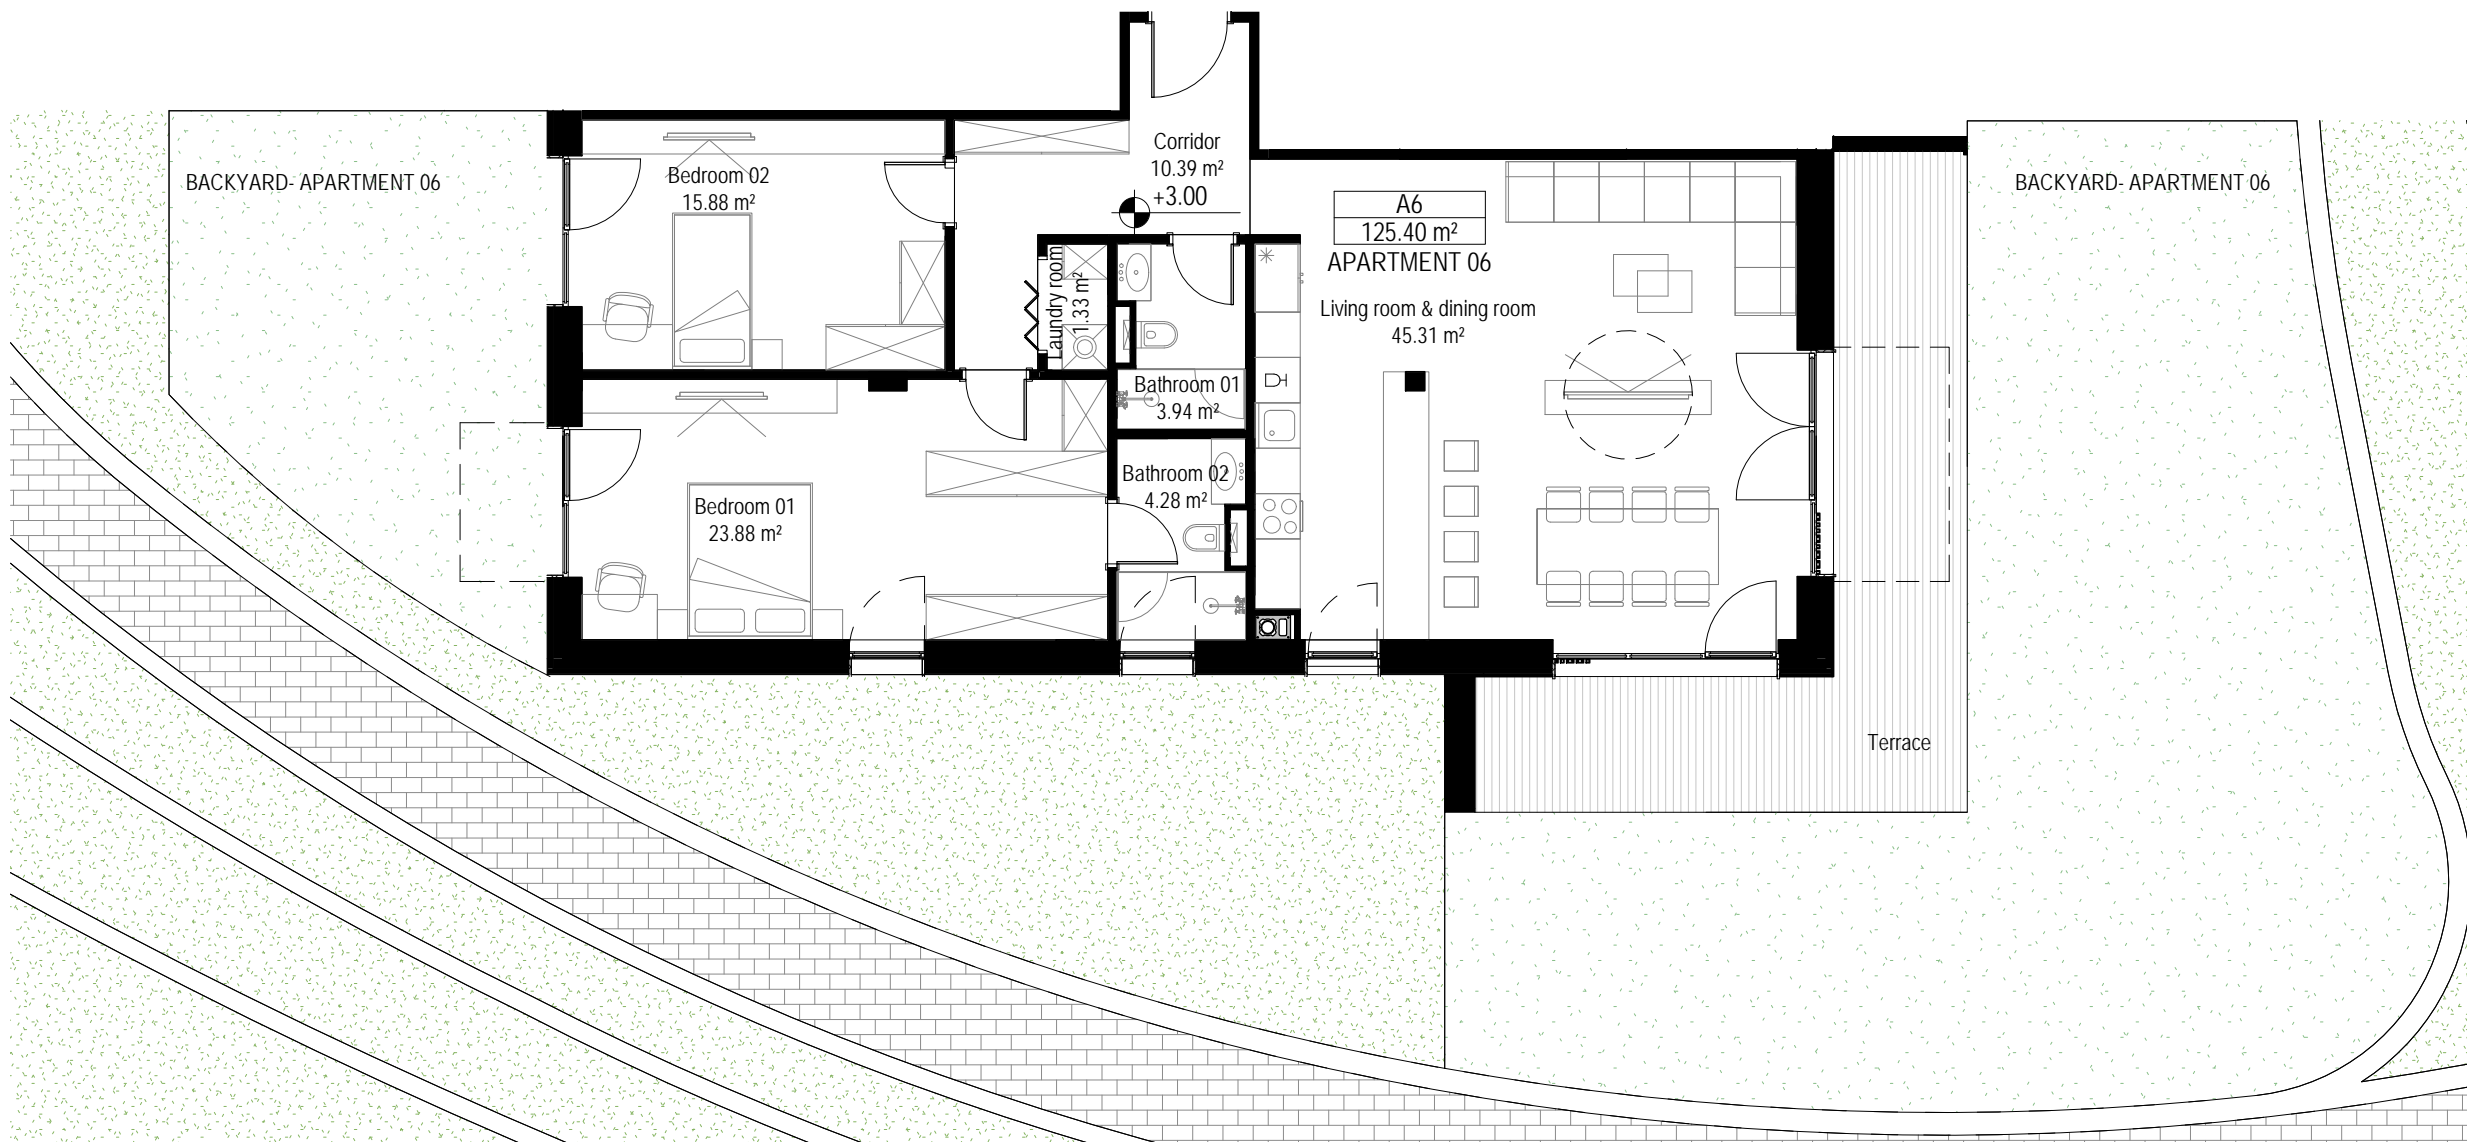 BACKYARD- APARTMENT 06
Bedroom 02
15.88 m²
Corridor
10.39 m²
+3.00
A6
125.40 m²
APARTMENT 06
BACKYARD- APARTMENT 06
Laundry room
1.33 m²
Living room & dining room
45.31 m²
Bathroom 01
3.94 m²
Bathroom 02
4.28 m²
Bedroom 01
23.88 m²
Terrace